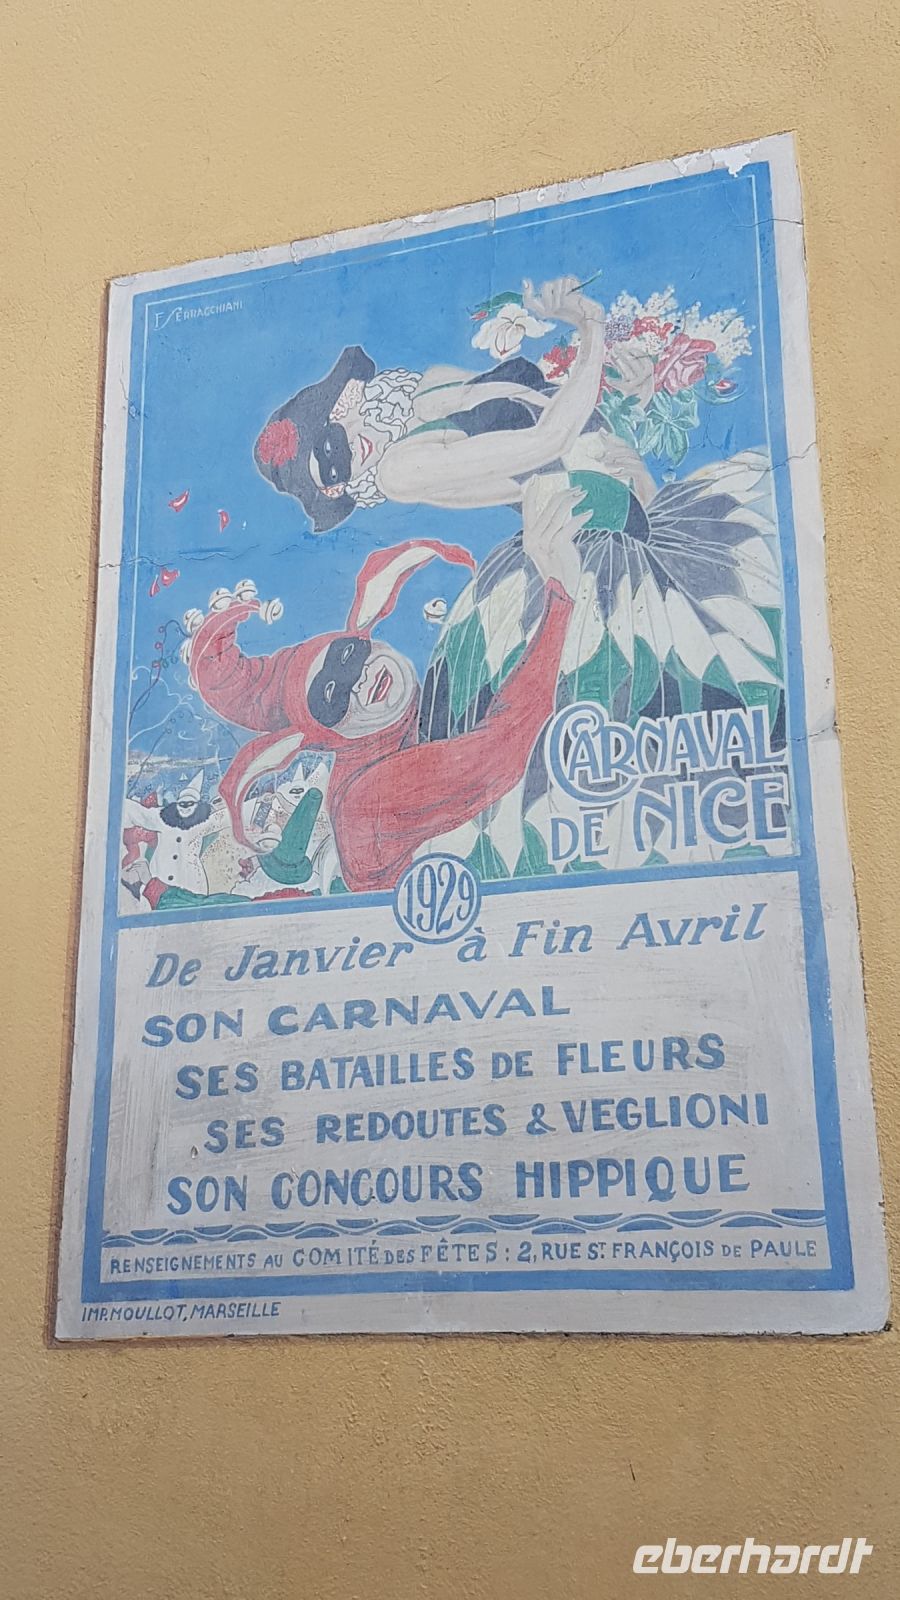 F SERRACCHIANI
CARNAVAL
DE NICE
1929
De Janvier à Fin Avril
SON CARNAVAL
SES BATAILLES DE FLEURS
SES REDOUTES & VEGLIONI
SON CONCOURS HIPPIQUE
RENSEIGNEMENTS AU COMITÉ DES FÊTES : 2, RUE ST FRANÇOIS DE PAULE
IMP. MOULLOT, MARSEILLE
eberhardt